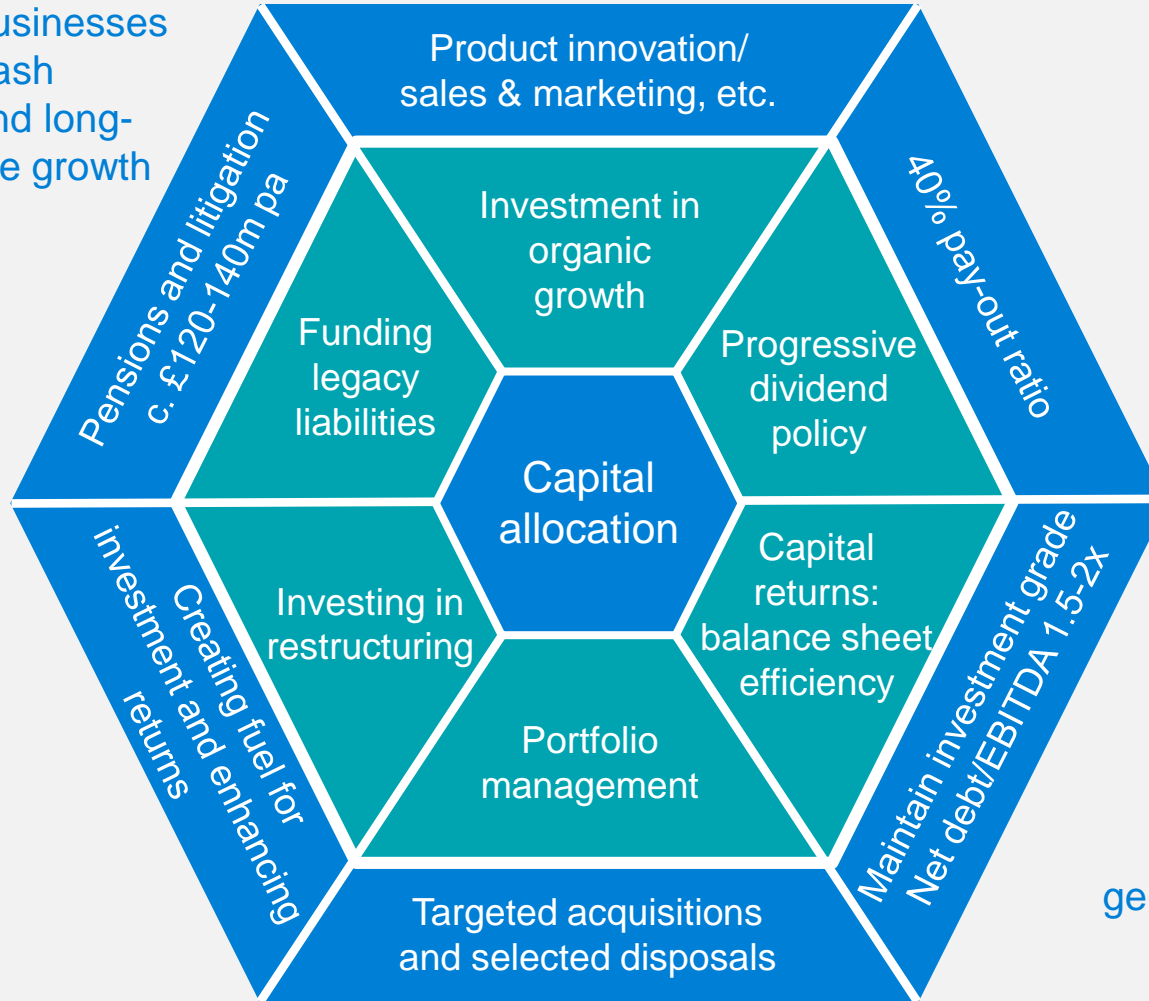 Product innovation/
sales & marketing, etc.
growth
Pensions and litigation
c. £120-140m pa
40% pay-out ratio
Investment in
organic
growth
Funding
legacy
liabilities
Progressive
dividend
policy
Capital
allocation
Investing in
restructuring
Capital
returns:
balance sheet
efficiency
Portfolio
management
Creating fuel for
investment and enhancing
returns
Maintain investment grade
Net debt/EBITDA 1.5-2x
Targeted acquisitions
and selected disposals